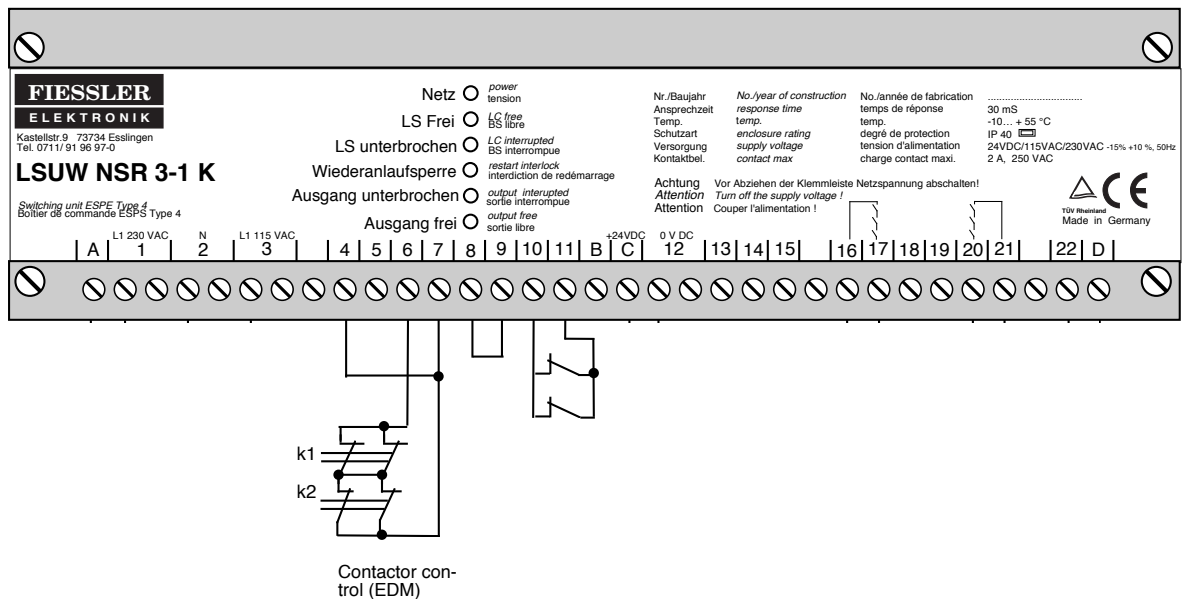 FIESSLER
ELEKTRONIK
Kastellstr.9 73734 Esslingen
Tel. 0711/ 91 96 97-0
LSUW NSR 3-1 K
Switching unit ESPE Type 4
Boîtier de commande ESPS Type 4
Netz power
tension
LS Frei LC free
BS libre
LS unterbrochen LC interrupted
BS interrompue
Wiederanlaufsperre restart interlock
interdiction de redémarrage
Ausgang unterbrochen output interupted
sortie interrompue
Ausgang frei output free
sortie libre
Nr./Baujahr No./year of construction No./année de fabrication ................................
Ansprechzeit response time temps de réponse 30 mS
Temp. temp. temp. -10... + 55 °C
Schutzart enclosure rating degré de protection IP 40
Versorgung supply voltage tension d'alimentation 24VDC/115VAC/230VAC -15% +10 %, 50Hz
Kontaktbel. contact max charge contact maxi. 2 A, 250 VAC
Achtung Vor Abziehen der Klemmleiste Netzspannung abschalten!
Attention Turn off the supply voltage !
Attention Couper l'alimentation !
TÜV Rheinland
CE
Made in Germany
L1 230 VAC N L1 115 VAC +24VDC 0 V DC
A 1 2 3 4 5 6 7 8 9 10 11 B C 12 13 14 15 16 17 18 19 20 21 22 D
k1
k2
Contactor con-
trol (EDM)